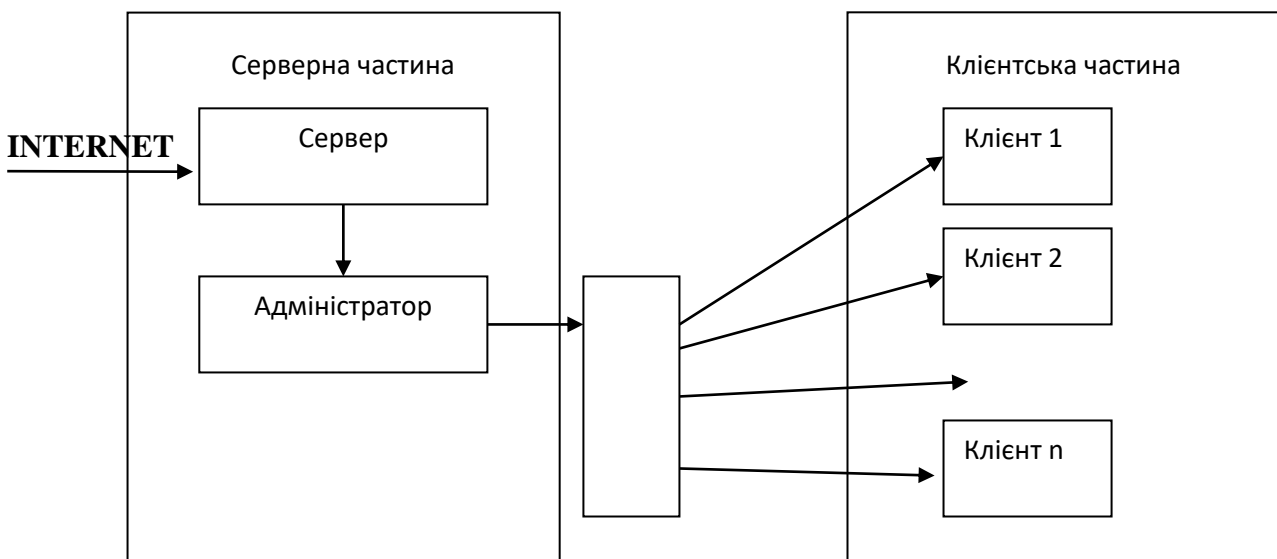 Серверна частина
Клієнтська частина
INTERNET
Сервер
Адміністратор
Клієнт 1
Клієнт 2
Клієнт n